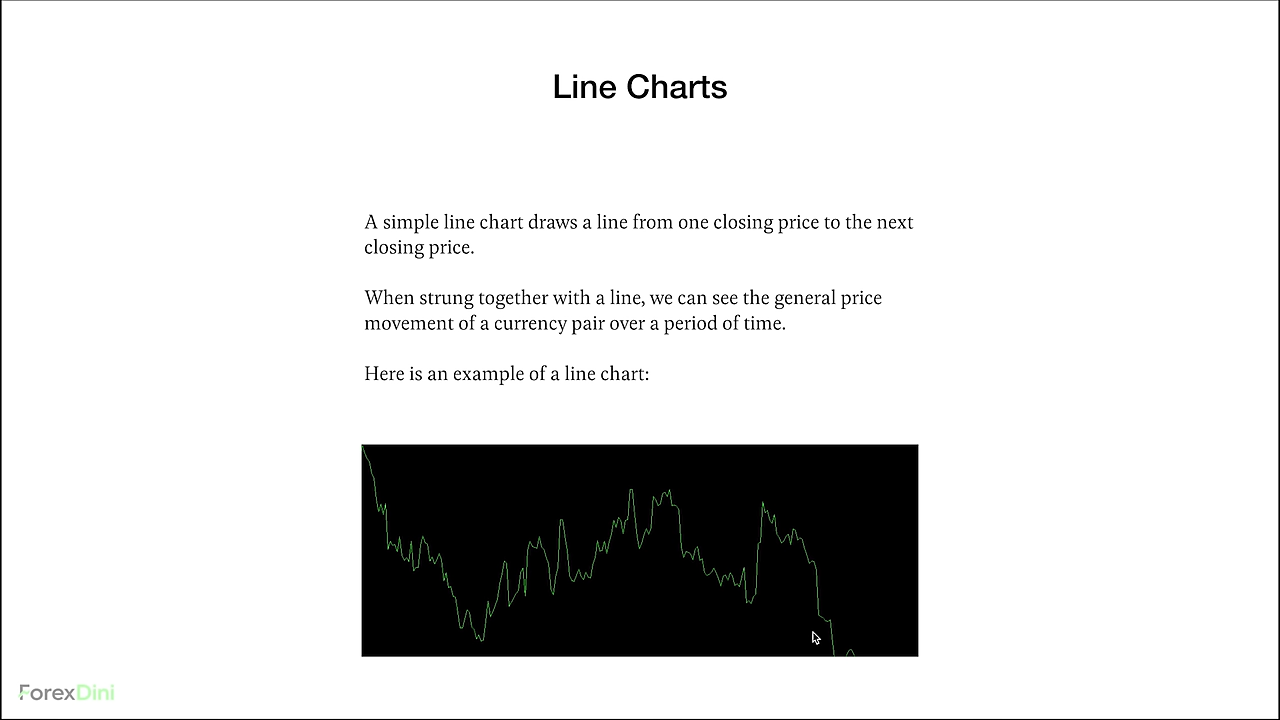 Line Charts
A simple line chart draws a line from one closing price to the next
closing price.
When strung together with a line, we can see the general price
movement of a currency pair over a period of time.
Here is an example of a line chart:
ForexDini